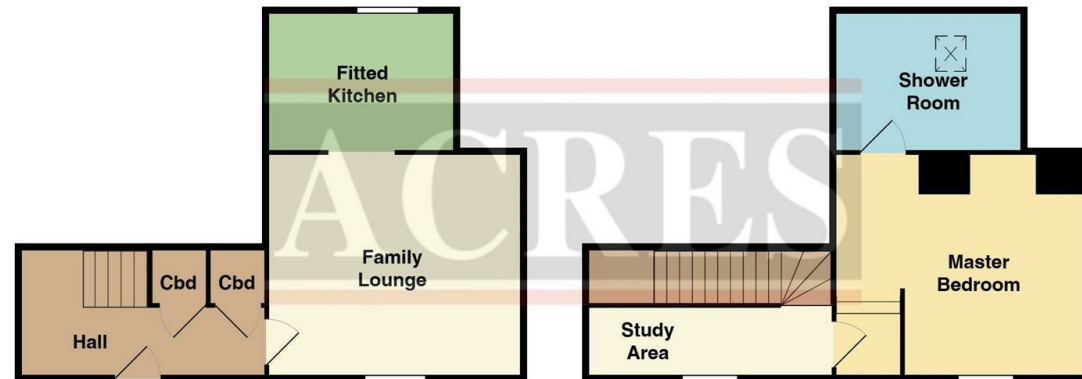 Fitted
Kitchen
Shower
Room
ACRES
Cbd
Cbd
Family
Lounge
Master
Bedroom
Hall
Study
Area